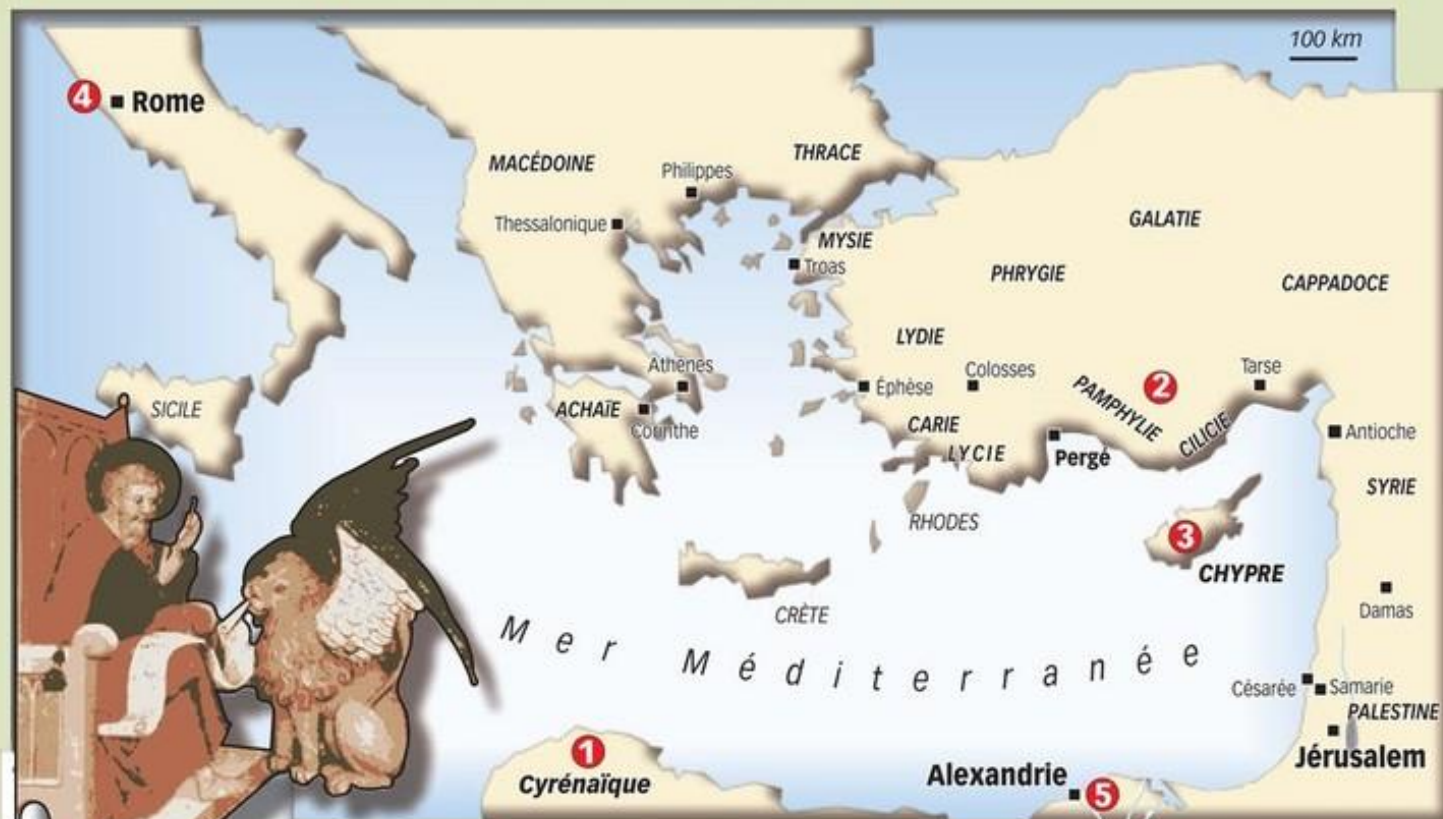 100 km
4 Rome
MACÉDOINE
THRACE
Philippes
Thessalonique
GALATIE
MYSIE
Troas
PHRYGIE
CAPPADOCE
LYDIE
Athènes
Éphèse
Colosses
Tarse
2
PAMPHYLIE
CILICIE
SICILE
ACHAÏE
Corinthe
CARIE
LYCIE
Pergé
Antioche
SYRIE
RHODES
3
CHYPRE
CRÈTE
Damas
Mer Méditerranée
Césarée
Samarie
PALESTINE
1
Cyrénaïque
Jérusalem
Alexandrie
5